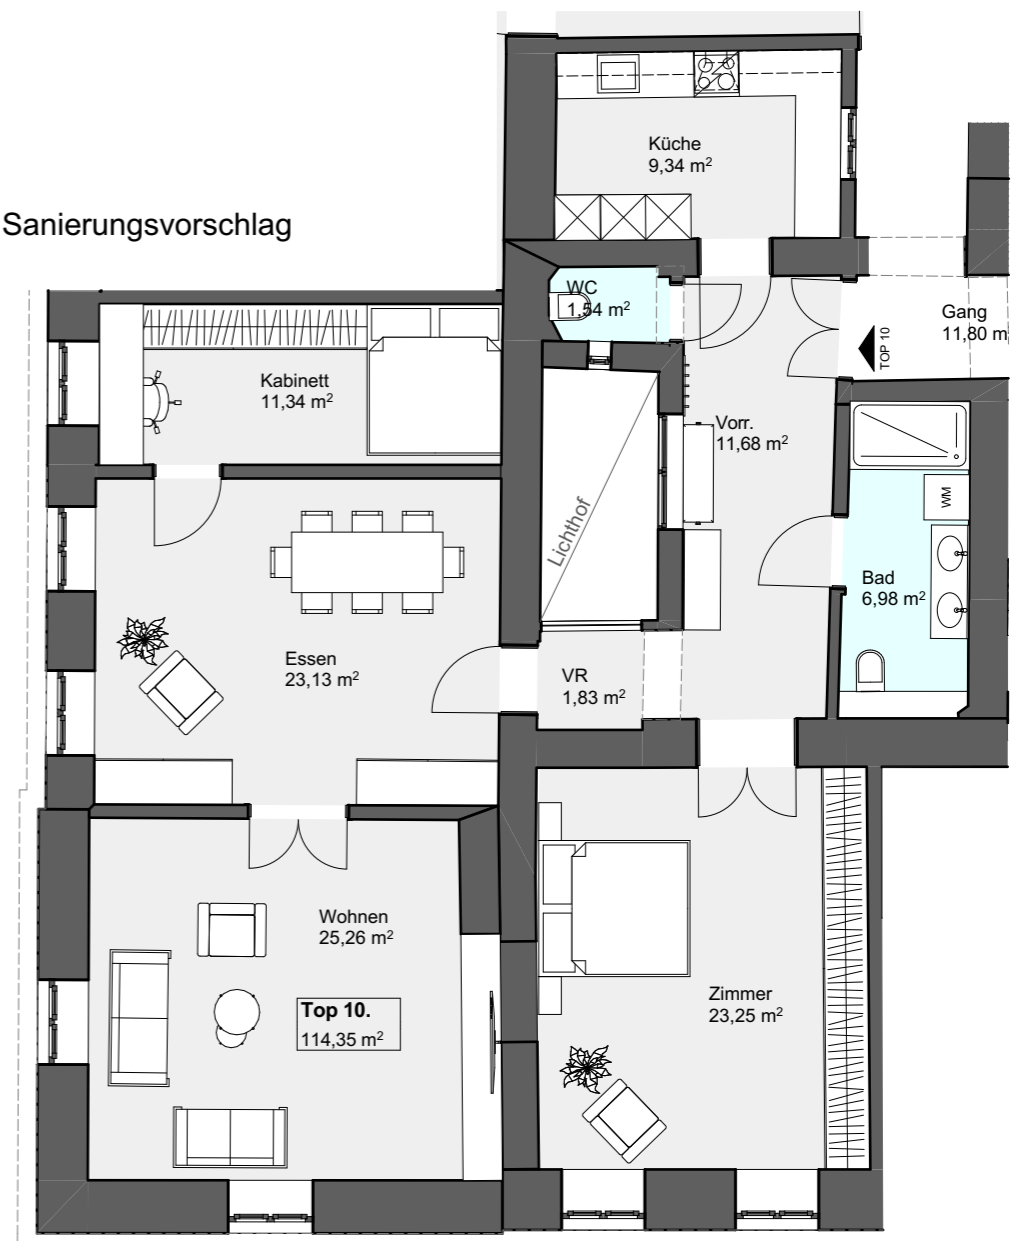 Küche
9,34 m²
Sanierungsvorschlag
WC
1,54 m²
Gang
11,80 m
TOP 10
Kabinett
11,34 m²
Vorr.
11,68 m²
WM
Lichthof
Bad
6,98 m²
Essen
23,13 m²
VR
1,83 m²
Wohnen
25,26 m²
Top 10.
114,35 m²
Zimmer
23,25 m²